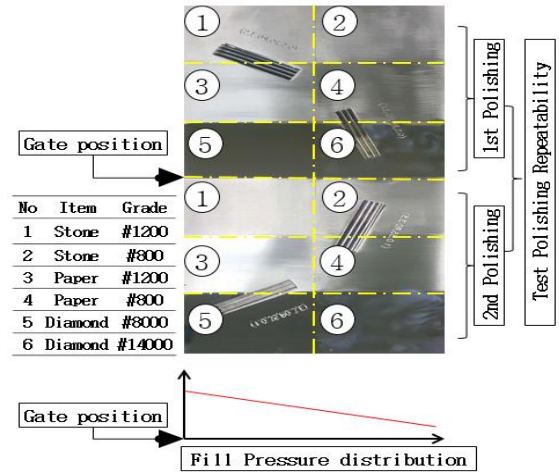 1
2
3
4
5
6
1
2
3
4
5
6
1st Polishing
2nd Polishing
Test Polishing Repeatability
Gate position
No Item Grade
1 Stone #1200
2 Stone #800
3 Paper #1200
4 Paper #800
5 Diamond #8000
6 Diamond #14000
Gate position
Fill Pressure distribution